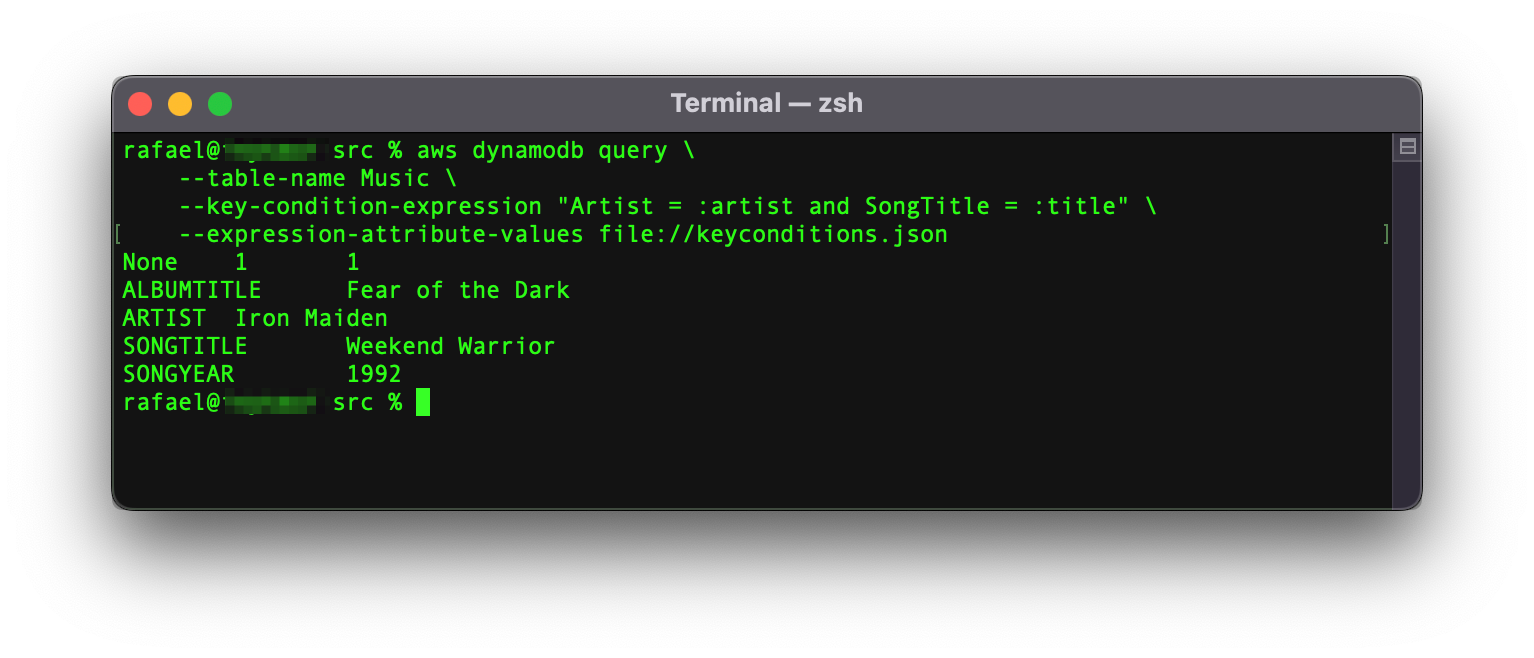 Terminal — zsh
rafael@ src % aws dynamodb query \
    --table-name Music \
    --key-condition-expression "Artist = :artist and SongTitle = :title" \
[    --expression-attribute-values file://keyconditions.json ]
None    1       1
ALBUMTITLE      Fear of the Dark
ARTIST  Iron Maiden
SONGTITLE       Weekend Warrior
SONGYEAR        1992
rafael@ src %